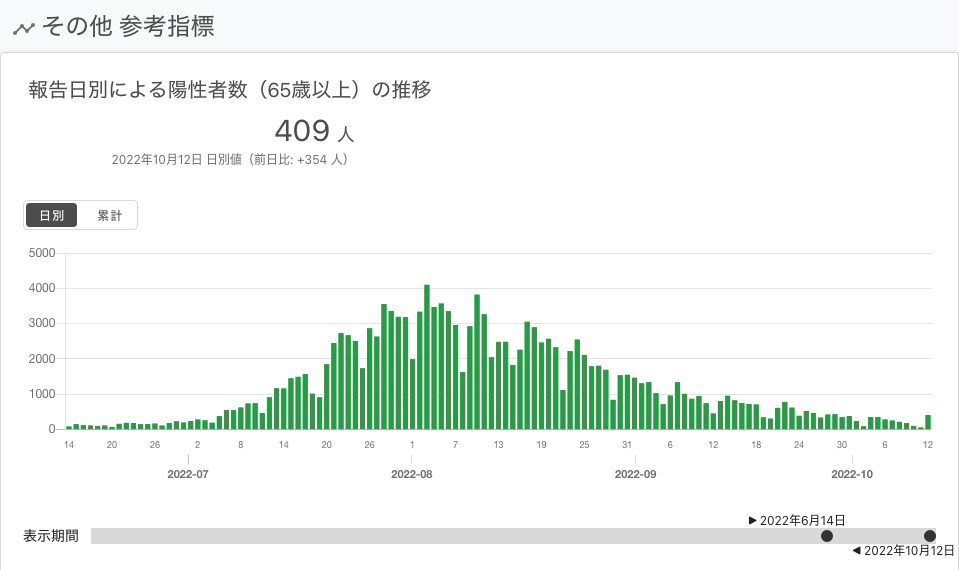 その他 参考指標
報告日別による陽性者数（65歳以上）の推移
409 人
2022年10月12日 日別値（前日比: +354 人）
日別 累計
5000
4000
3000
2000
1000
0
14 20 26 2 8 14 20 26 1 7 13 19 25 31 6 12 18 24 30 6 12
2022-07 2022-08 2022-09 2022-10
▶ 2022年6月14日
表示期間
◀ 2022年10月12日